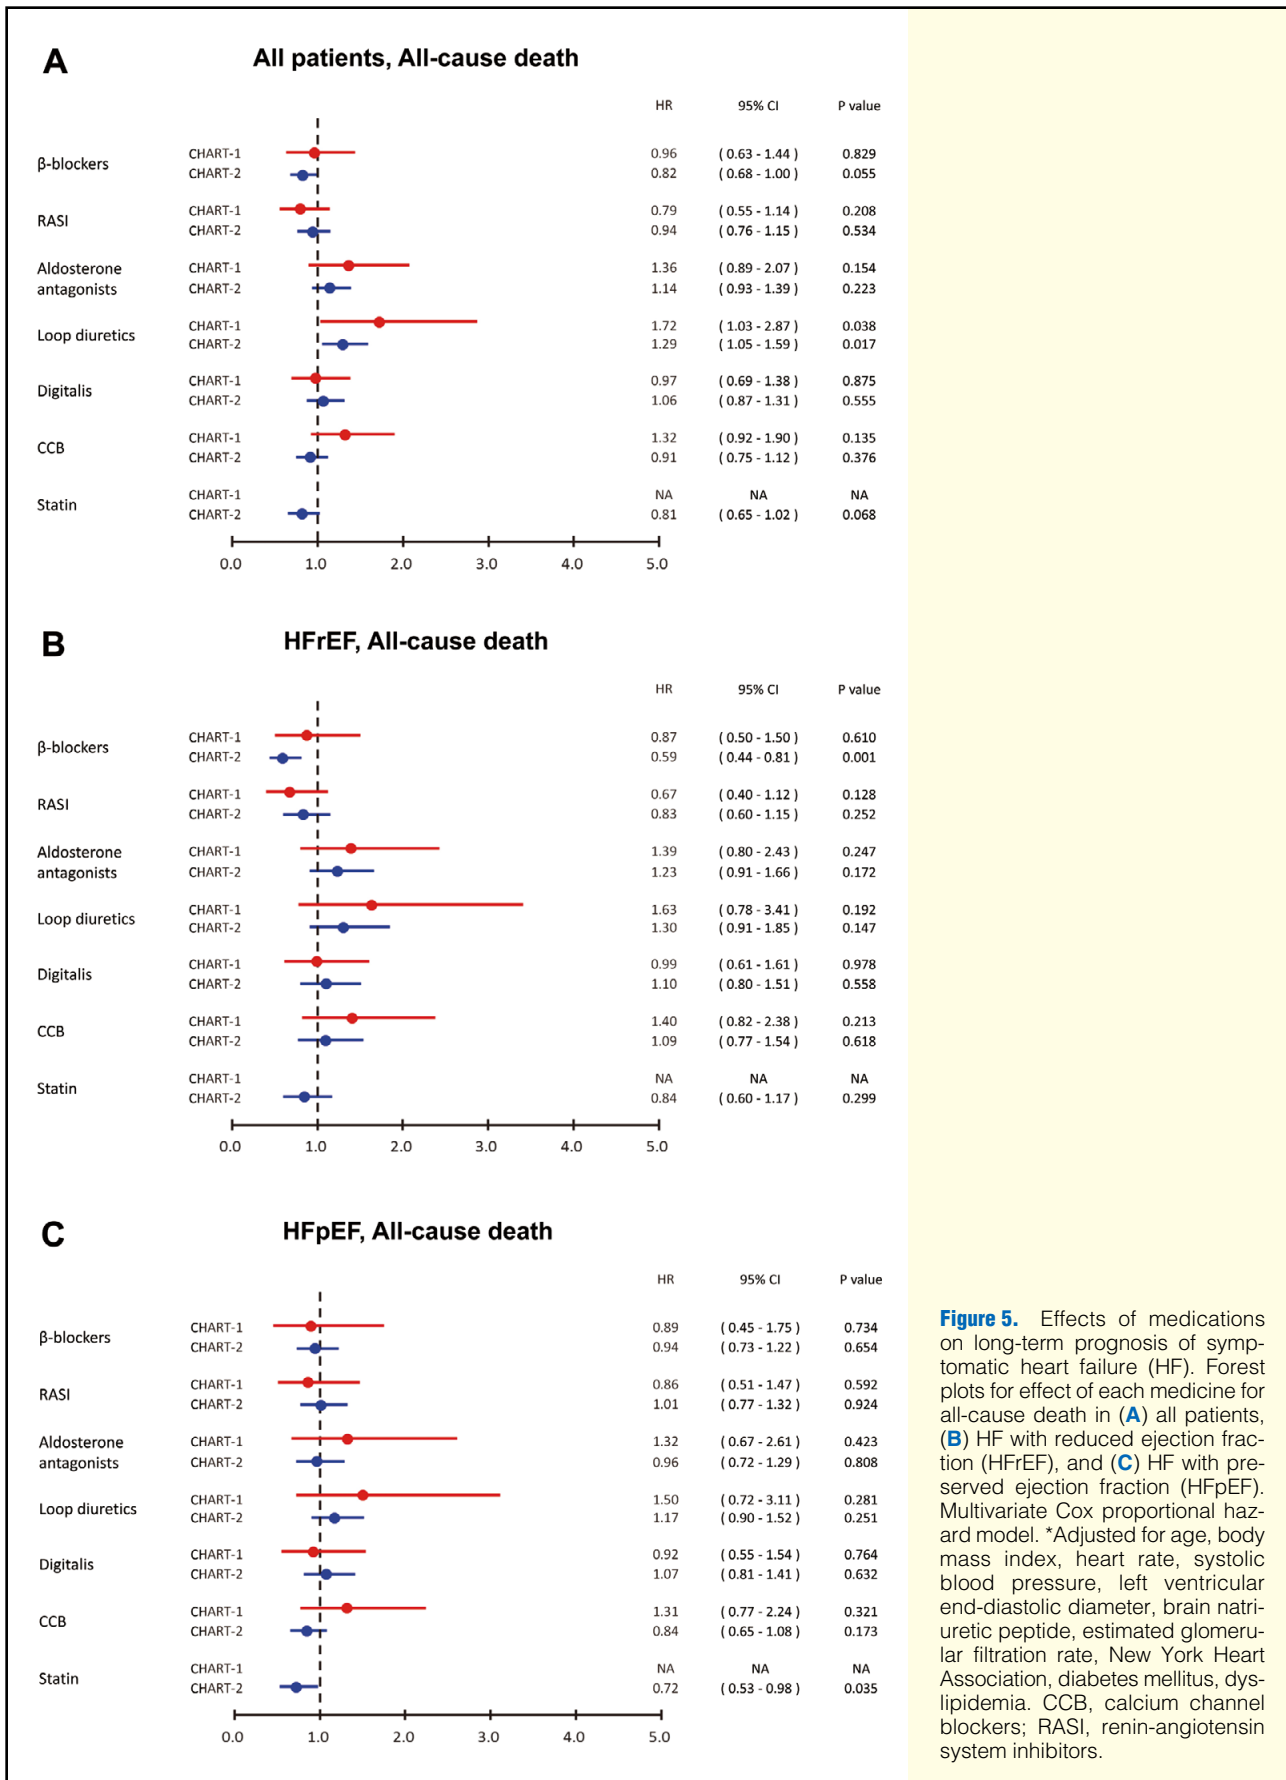 A
All patients, All-cause death
HR 95% CI P value
β-blockers
CHART-1 0.96 ( 0.63 - 1.44 ) 0.829
CHART-2 0.82 ( 0.68 - 1.00 ) 0.055
RASI
CHART-1 0.79 ( 0.55 - 1.14 ) 0.208
CHART-2 0.94 ( 0.76 - 1.15 ) 0.534
Aldosterone
antagonists
CHART-1 1.36 ( 0.89 - 2.07 ) 0.154
CHART-2 1.14 ( 0.93 - 1.39 ) 0.223
Loop diuretics
CHART-1 1.72 ( 1.03 - 2.87 ) 0.038
CHART-2 1.29 ( 1.05 - 1.59 ) 0.017
Digitalis
CHART-1 0.97 ( 0.69 - 1.38 ) 0.875
CHART-2 1.06 ( 0.87 - 1.31 ) 0.555
CCB
CHART-1 1.32 ( 0.92 - 1.90 ) 0.135
CHART-2 0.91 ( 0.75 - 1.12 ) 0.376
Statin
CHART-1 NA NA NA
CHART-2 0.81 ( 0.65 - 1.02 ) 0.068
0.0 1.0 2.0 3.0 4.0 5.0
B
HFrEF, All-cause death
HR 95% CI P value
β-blockers
CHART-1 0.87 ( 0.50 - 1.50 ) 0.610
CHART-2 0.59 ( 0.44 - 0.81 ) 0.001
RASI
CHART-1 0.67 ( 0.40 - 1.12 ) 0.128
CHART-2 0.83 ( 0.60 - 1.15 ) 0.252
Aldosterone
antagonists
CHART-1 1.39 ( 0.80 - 2.43 ) 0.247
CHART-2 1.23 ( 0.91 - 1.66 ) 0.172
Loop diuretics
CHART-1 1.63 ( 0.78 - 3.41 ) 0.192
CHART-2 1.30 ( 0.91 - 1.85 ) 0.147
Digitalis
CHART-1 0.99 ( 0.61 - 1.61 ) 0.978
CHART-2 1.10 ( 0.80 - 1.51 ) 0.558
CCB
CHART-1 1.40 ( 0.82 - 2.38 ) 0.213
CHART-2 1.09 ( 0.77 - 1.54 ) 0.618
Statin
CHART-1 NA NA NA
CHART-2 0.84 ( 0.60 - 1.17 ) 0.299
0.0 1.0 2.0 3.0 4.0 5.0
C
HFpEF, All-cause death
HR 95% CI P value
β-blockers
CHART-1 0.89 ( 0.45 - 1.75 ) 0.734
CHART-2 0.94 ( 0.73 - 1.22 ) 0.654
RASI
CHART-1 0.86 ( 0.51 - 1.47 ) 0.592
CHART-2 1.01 ( 0.77 - 1.32 ) 0.924
Aldosterone
antagonists
CHART-1 1.32 ( 0.67 - 2.61 ) 0.423
CHART-2 0.96 ( 0.72 - 1.29 ) 0.808
Loop diuretics
CHART-1 1.50 ( 0.72 - 3.11 ) 0.281
CHART-2 1.17 ( 0.90 - 1.52 ) 0.251
Digitalis
CHART-1 0.92 ( 0.55 - 1.54 ) 0.764
CHART-2 1.07 ( 0.81 - 1.41 ) 0.632
CCB
CHART-1 1.31 ( 0.77 - 2.24 ) 0.321
CHART-2 0.84 ( 0.65 - 1.08 ) 0.173
Statin
CHART-1 NA NA NA
CHART-2 0.72 ( 0.53 - 0.98 ) 0.035
0.0 1.0 2.0 3.0 4.0 5.0
Figure 5. Effects of medications
on long-term prognosis of symp-
tomatic heart failure (HF). Forest
plots for effect of each medicine for
all-cause death in (A) all patients,
(B) HF with reduced ejection frac-
tion (HFrEF), and (C) HF with pre-
served ejection fraction (HFpEF).
Multivariate Cox proportional haz-
ard model. *Adjusted for age, body
mass index, heart rate, systolic
blood pressure, left ventricular
end-diastolic diameter, brain natri-
uretic peptide, estimated glomeru-
lar filtration rate, New York Heart
Association, diabetes mellitus, dys-
lipidemia. CCB, calcium channel
blockers; RASI, renin-angiotensin
system inhibitors.